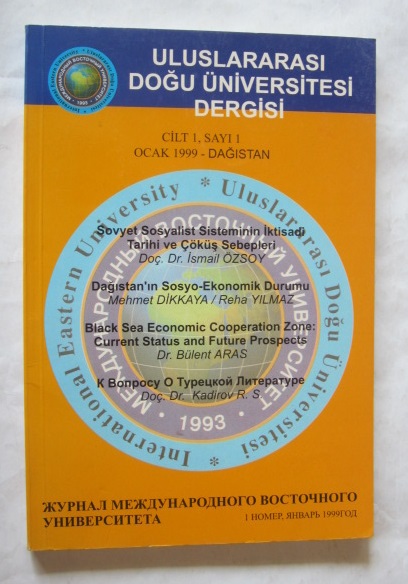 ULUSLARARASI
DOĞU ÜNİVERSİTESİ
DERGİSİ
CİLT 1, SAYI 1
OCAK 1999 - DAĞISTAN
International Eastern University * Uluslararası Doğu Üniversitesi *
МЕЖДУНАРОДНЫЙ ВОСТОЧНЫЙ УНИВЕРСИТЕТ
Sovyet Sosyalist Sisteminin İktisadi
Tarihi ve Çöküş Sebepleri
Doç. Dr. İsmail ÖZSOY
Dağıstan'ın Sosyo-Ekonomik Durumu
Mehmet DİKKAYA / Reha YILMAZ
Black Sea Economic Cooperation Zone:
Current Status and Future Prospects
Dr. Bülent ARAS
К Вопросу О Турецкой Литературе
Doç. Dr. Kadirov R. S.
• 1993 •
ЖУРНАЛ МЕЖДУНАРОДНОГО ВОСТОЧНОГО
УНИВЕРСИТЕТА
1 НОМЕР, ЯНВАРЬ 1999ГОД